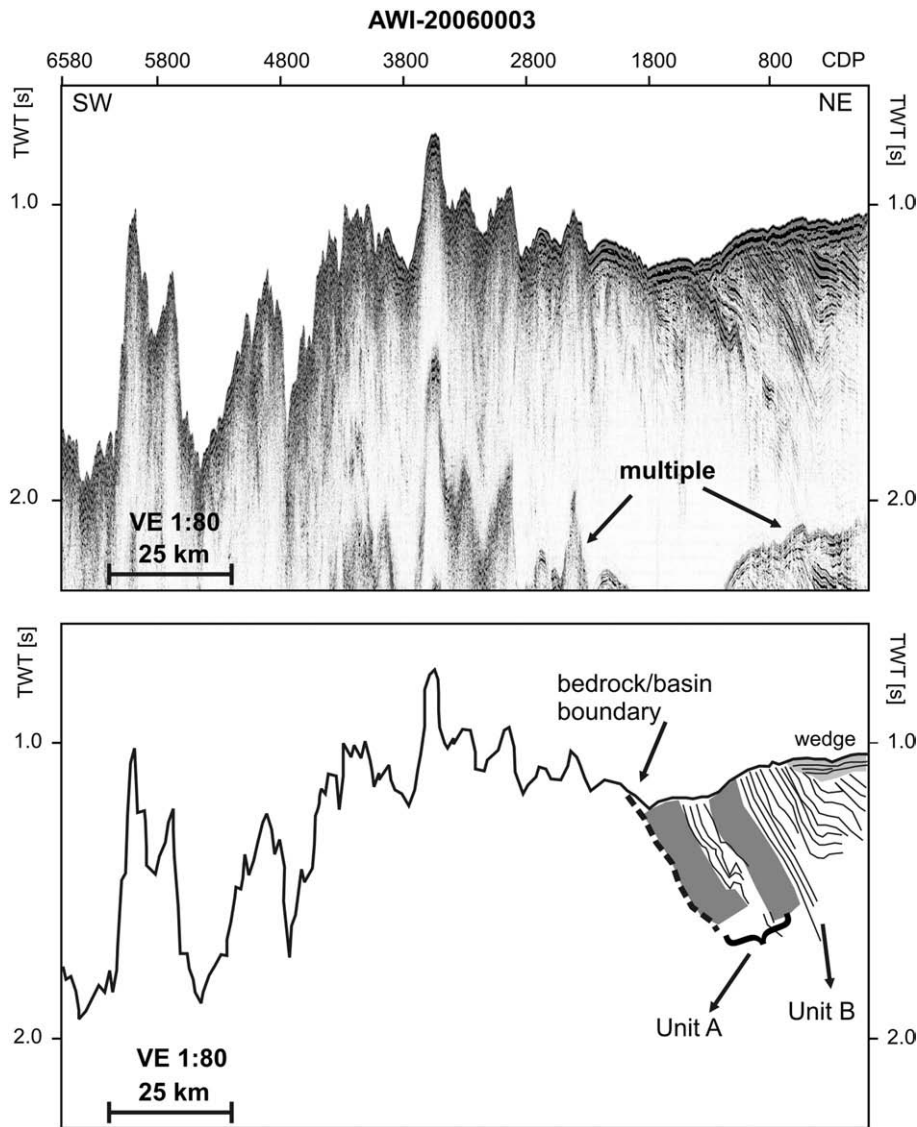 AWI-20060003
6580 5800 4800 3800 2800 1800 800 CDP
TWT [s]
TWT [s]
SW
NE
1.0
1.0
multiple
2.0
2.0
VE 1:80
25 km
TWT [s]
TWT [s]
bedrock/basin
boundary
wedge
1.0
1.0
Unit A
Unit B
2.0
2.0
VE 1:80
25 km